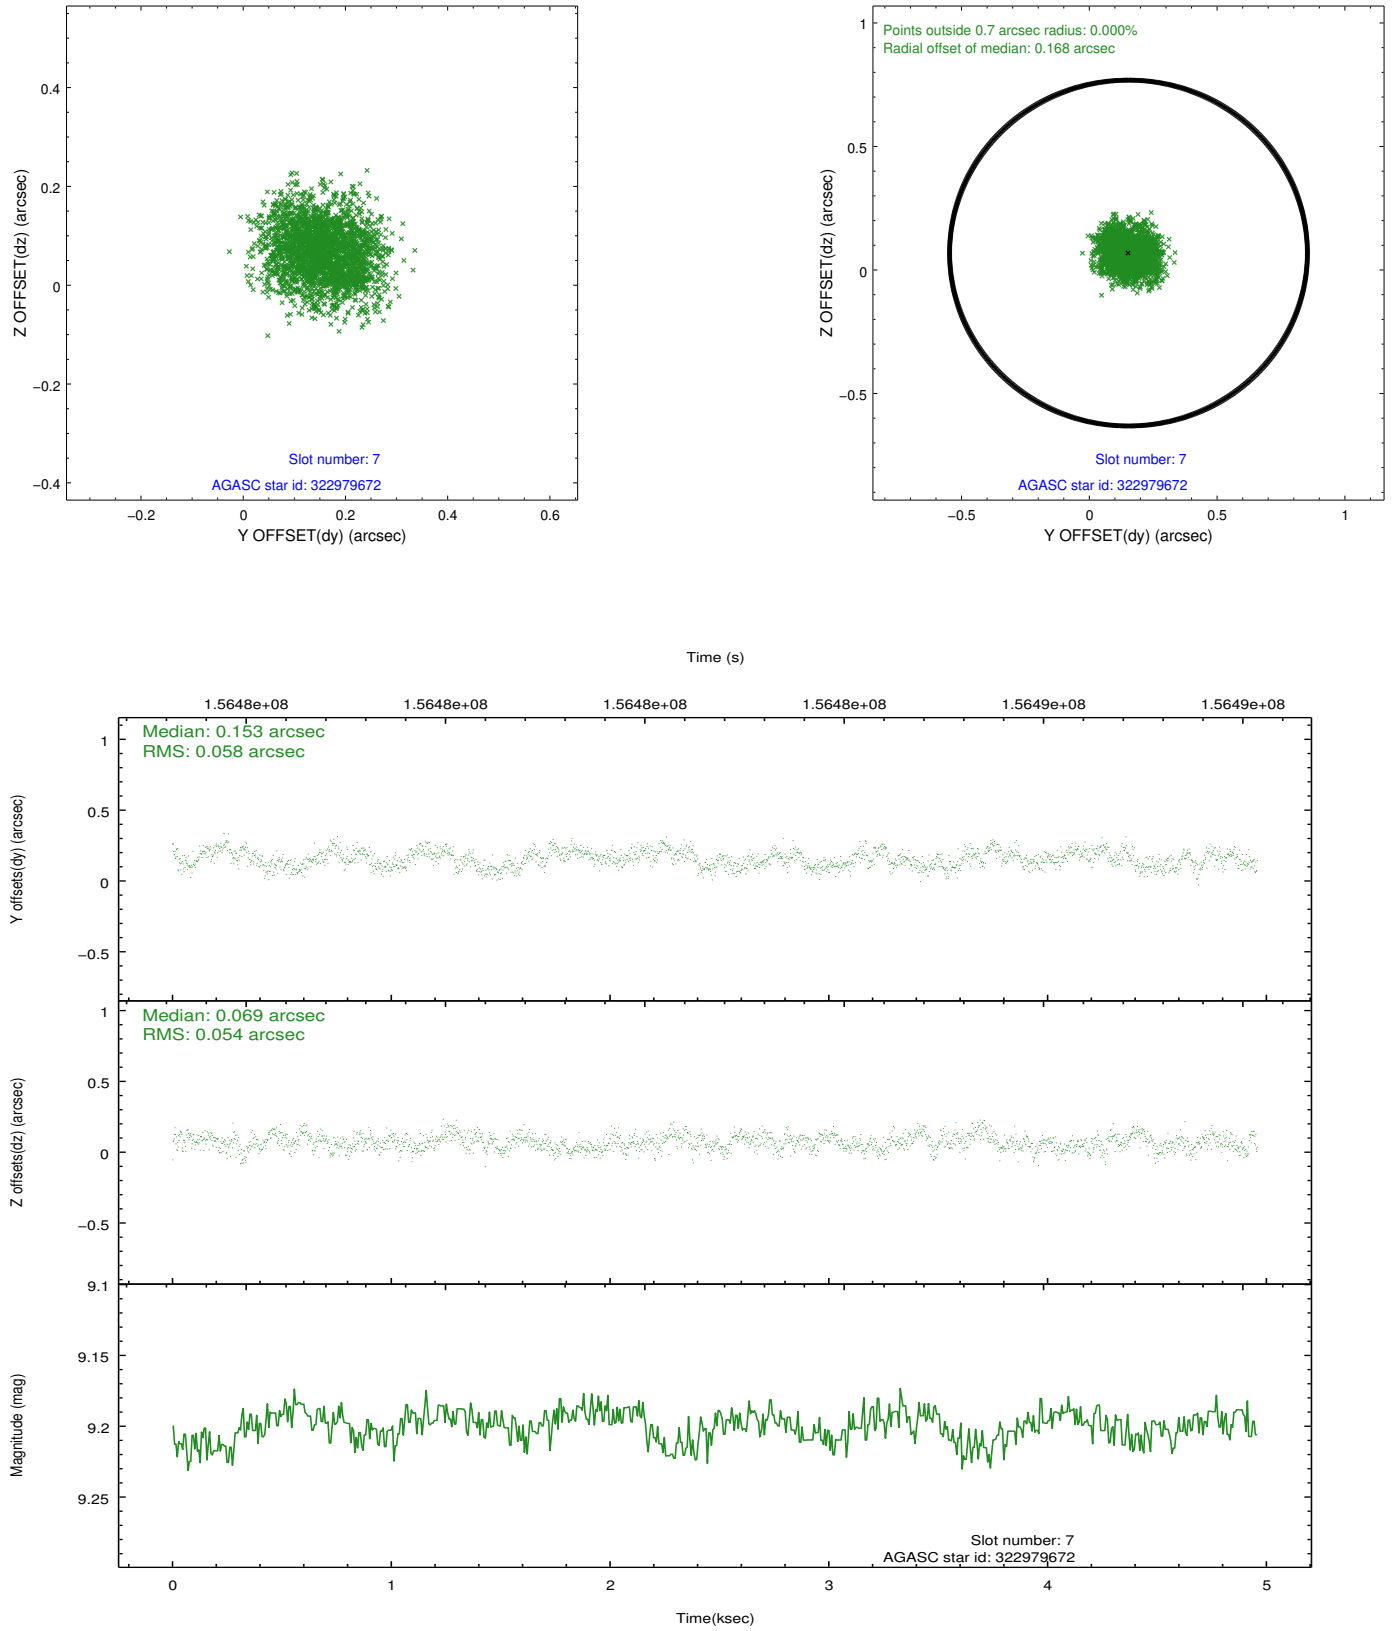 0.4
0.2
0
−0.2
−0.4
Z OFFSET(dz) (arcsec)
Slot number: 7
AGASC star id: 322979672
−0.2
0
0.2
0.4
0.6
Y OFFSET(dy) (arcsec)
Points outside 0.7 arcsec radius: 0.000%
Radial offset of median: 0.168 arcsec
1
0.5
0
−0.5
Z OFFSET(dz) (arcsec)
Slot number: 7
AGASC star id: 322979672
−0.5
0
0.5
1
Y OFFSET(dy) (arcsec)
Time (s)
1.5648e+08
1.5648e+08
1.5648e+08
1.5648e+08
1.5649e+08
1.5649e+08
Median: 0.153 arcsec
RMS: 0.058 arcsec
1
0.5
0
−0.5
Y offsets(dy) (arcsec)
Median: 0.069 arcsec
RMS: 0.054 arcsec
1
0.5
0
−0.5
Z offsets(dz) (arcsec)
9.1
9.15
9.2
9.25
Magnitude (mag)
Slot number: 7
AGASC star id: 322979672
0
1
2
3
4
5
Time(ksec)